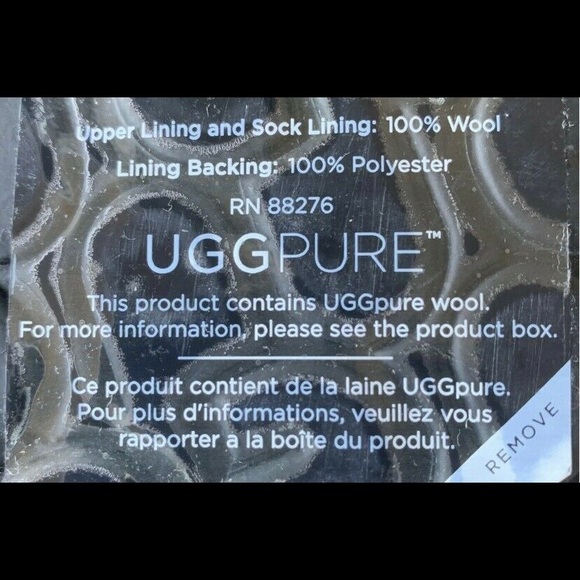 Upper Lining and Sock Lining: 100% Wool
Lining Backing: 100% Polyester
RN 88276
UGGPURE™
This product contains UGGpure wool.
For more information, please see the product box.
Ce produit contient de la laine UGGpure.
Pour plus d'informations, veuillez vous
rapporter a la boîte du produit.
REMOVE